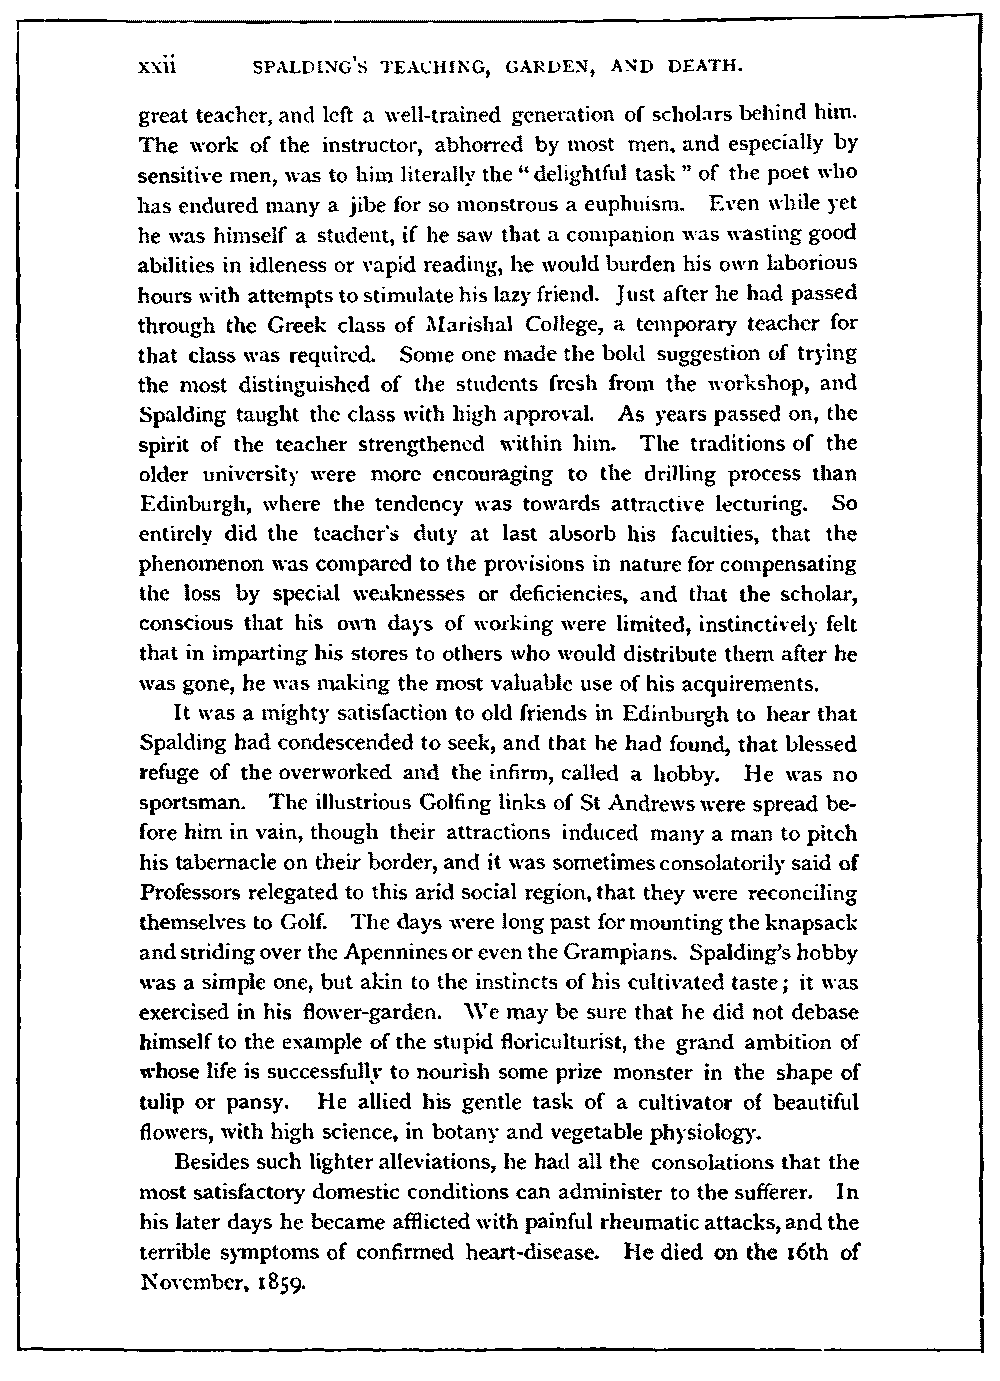 xxii SPALDING'S TEACHING, GARDEN, AND DEATH.
great teacher, and left a well-trained generation of scholars behind him.
The work of the instructor, abhorred by most men, and especially by
sensitive men, was to him literally the "delightful task" of the poet who
has endured many a jibe for so monstrous a euphuism. Even while yet
he was himself a student, if he saw that a companion was wasting good
abilities in idleness or vapid reading, he would burden his own laborious
hours with attempts to stimulate his lazy friend. Just after he had passed
through the Greek class of Marishal College, a temporary teacher for
that class was required. Some one made the bold suggestion of trying
the most distinguished of the students fresh from the workshop, and
Spalding taught the class with high approval. As years passed on, the
spirit of the teacher strengthened within him. The traditions of the
older university were more encouraging to the drilling process than
Edinburgh, where the tendency was towards attractive lecturing. So
entirely did the teacher's duty at last absorb his faculties, that the
phenomenon was compared to the provisions in nature for compensating
the loss by special weaknesses or deficiencies, and that the scholar,
conscious that his own days of working were limited, instinctively felt
that in imparting his stores to others who would distribute them after he
was gone, he was making the most valuable use of his acquirements.
It was a mighty satisfaction to old friends in Edinburgh to hear that
Spalding had condescended to seek, and that he had found, that blessed
refuge of the overworked and the infirm, called a hobby. He was no
sportsman. The illustrious Golfing links of St Andrews were spread be-
fore him in vain, though their attractions induced many a man to pitch
his tabernacle on their border, and it was sometimes consolatorily said of
Professors relegated to this arid social region, that they were reconciling
themselves to Golf. The days were long past for mounting the knapsack
and striding over the Apennines or even the Grampians. Spalding's hobby
was a simple one, but akin to the instincts of his cultivated taste; it was
exercised in his flower-garden. We may be sure that he did not debase
himself to the example of the stupid floriculturist, the grand ambition of
whose life is successfully to nourish some prize monster in the shape of
tulip or pansy. He allied his gentle task of a cultivator of beautiful
flowers, with high science, in botany and vegetable physiology.
Besides such lighter alleviations, he had all the consolations that the
most satisfactory domestic conditions can administer to the sufferer. In
his later days he became afflicted with painful rheumatic attacks, and the
terrible symptoms of confirmed heart-disease. He died on the 16th of
November, 1859.